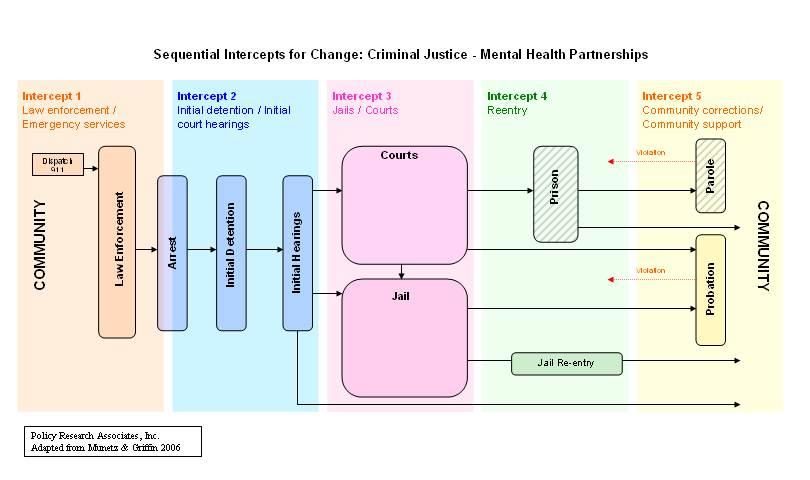 Sequential Intercepts for Change: Criminal Justice - Mental Health Partnerships
Intercept 1
Law enforcement /
Emergency services
Intercept 2
Initial detention / Initial
court hearings
Intercept 3
Jails / Courts
Intercept 4
Reentry
Intercept 5
Community corrections/
Community support
Dispatch
911
COMMUNITY
Law Enforcement
Arrest
Initial Detention
Initial Hearings
Courts
Jail
Prison
Violation
Parole
Violation
Probation
Jail Re-entry
COMMUNITY
Policy Research Associates, Inc.
Adapted from Munetz & Griffin 2006